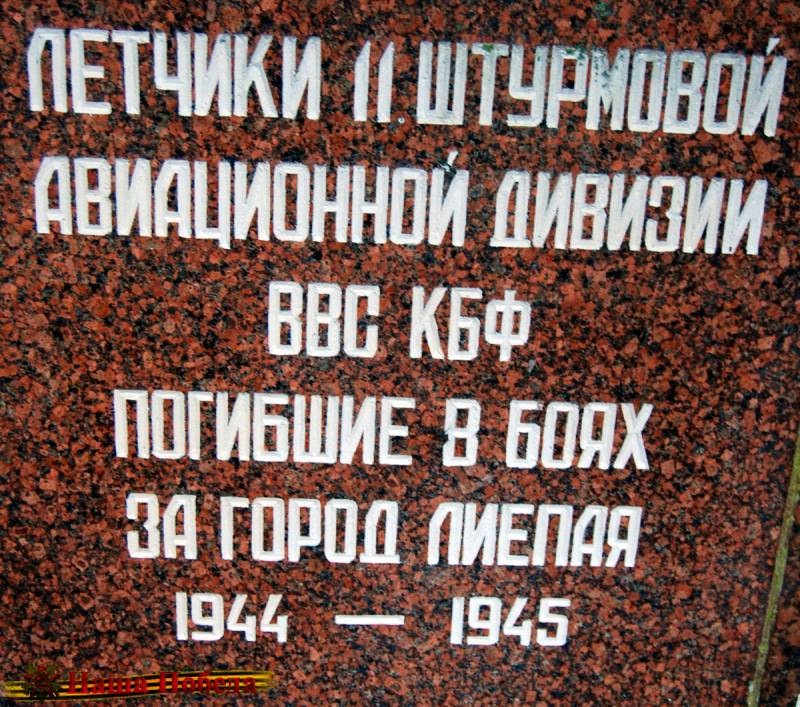 ЛЕТЧИКИ 11 ШТУРМОВОЙ
АВИАЦИОННОЙ ДИВИЗИИ
ВВС КБФ
ПОГИБШИЕ В БОЯХ
ЗА ГОРОД ЛИЕПАЯ
1944 — 1945
Наша Победа